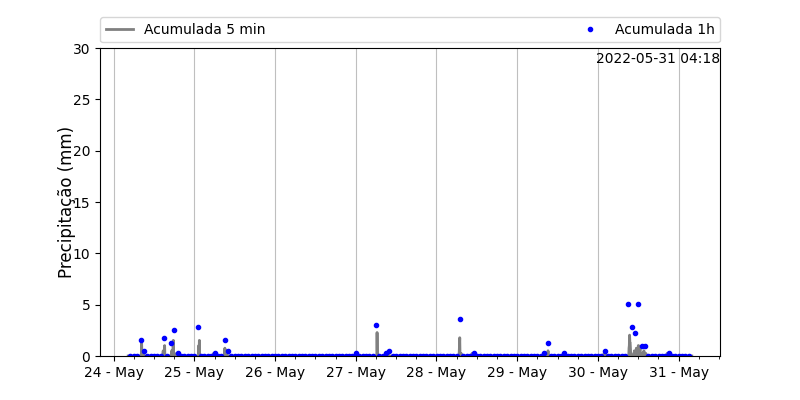 Acumulada 5 min
Acumulada 1h
2022-05-31 04:18
Precipitação (mm)
30
25
20
15
10
5
0
24 - May
25 - May
26 - May
27 - May
28 - May
29 - May
30 - May
31 - May